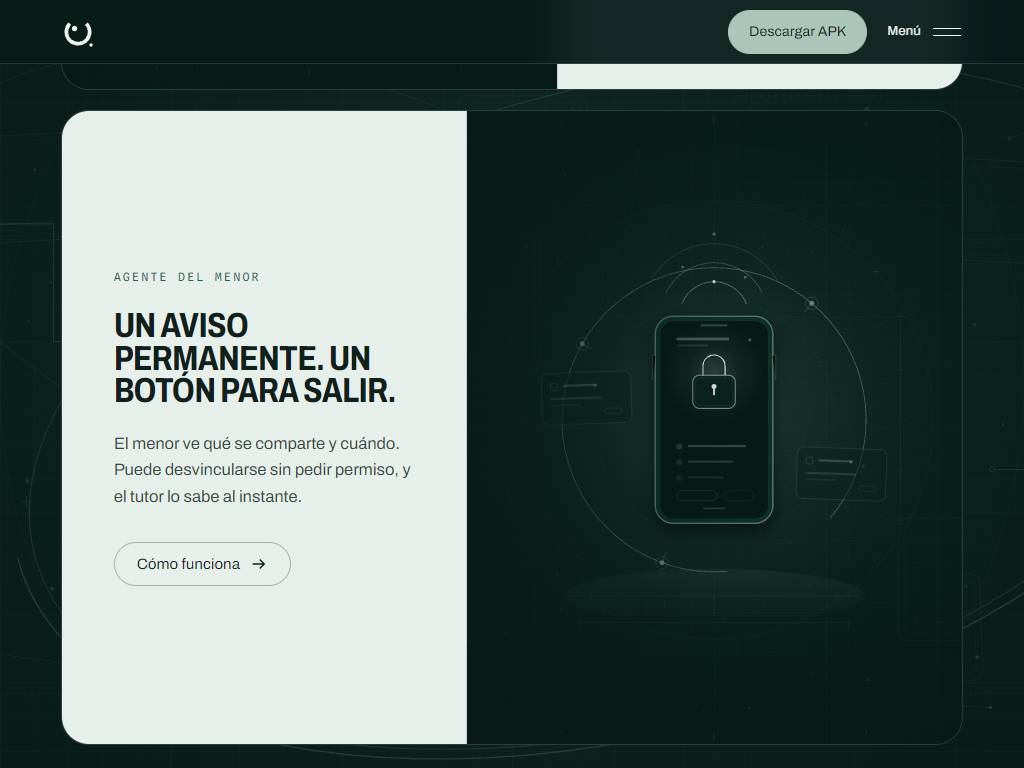 Descargar APK
Menú
AGENTE DEL MENOR
UN AVISO
PERMANENTE. UN
BOTÓN PARA SALIR.
El menor ve qué se comparte y cuándo.
Puede desvincularse sin pedir permiso, y
el tutor lo sabe al instante.
Cómo funciona